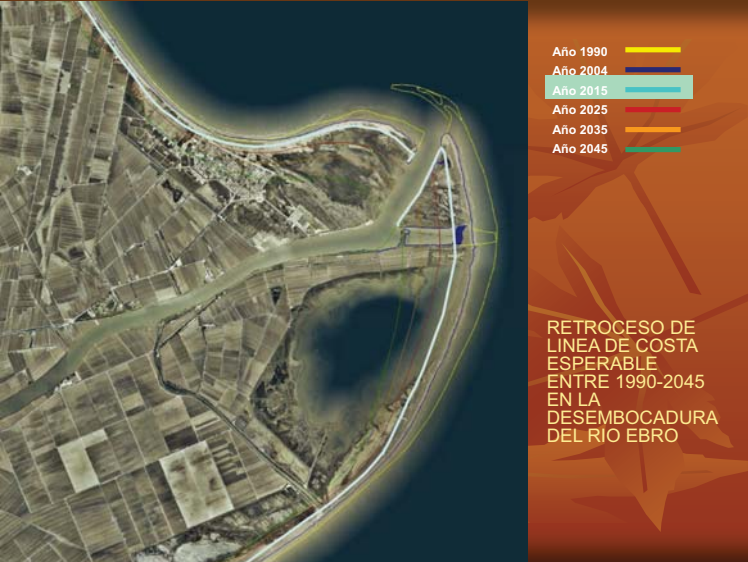 Año 1990
Año 2004
Año 2015
Año 2025
Año 2035
Año 2045
RETROCESO DE
LINEA DE COSTA
ESPERABLE
ENTRE 1990-2045
EN LA
DESEMBOCADURA
DEL RIO EBRO